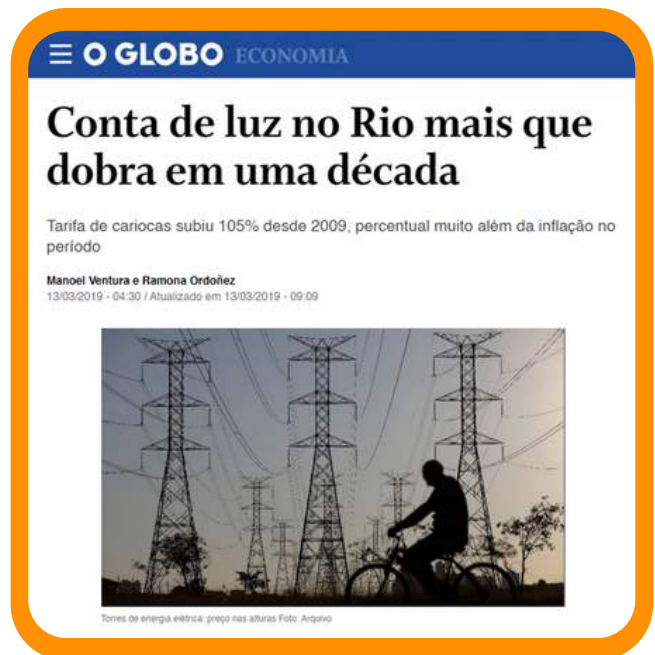 O GLOBO ECONOMIA
Conta de luz no Rio mais que
dobra em uma década
Tarifa de cariocas subiu 105% desde 2009, percentual muito além da inflação no
período
Manoel Ventura e Ramona Ordoñez
13/03/2019 - 04:30 / Atualizado em 13/03/2019 - 09:09
Torres de energia elétrica: preço nas alturas Foto: Arquivo